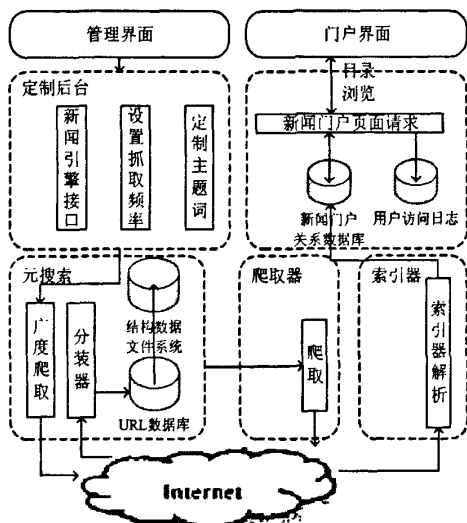 管理界面
门户界面
目录
浏览
定制后台
新闻引擎接口
设置抓取频率
定制主题词
新闻门户页面请求
新闻门户
关系数据库
用户访问日志
元搜索
广度爬取
分装器
结构数据
文件系统
URL数据库
爬取器
爬取
索引器
索引器解析
Internet